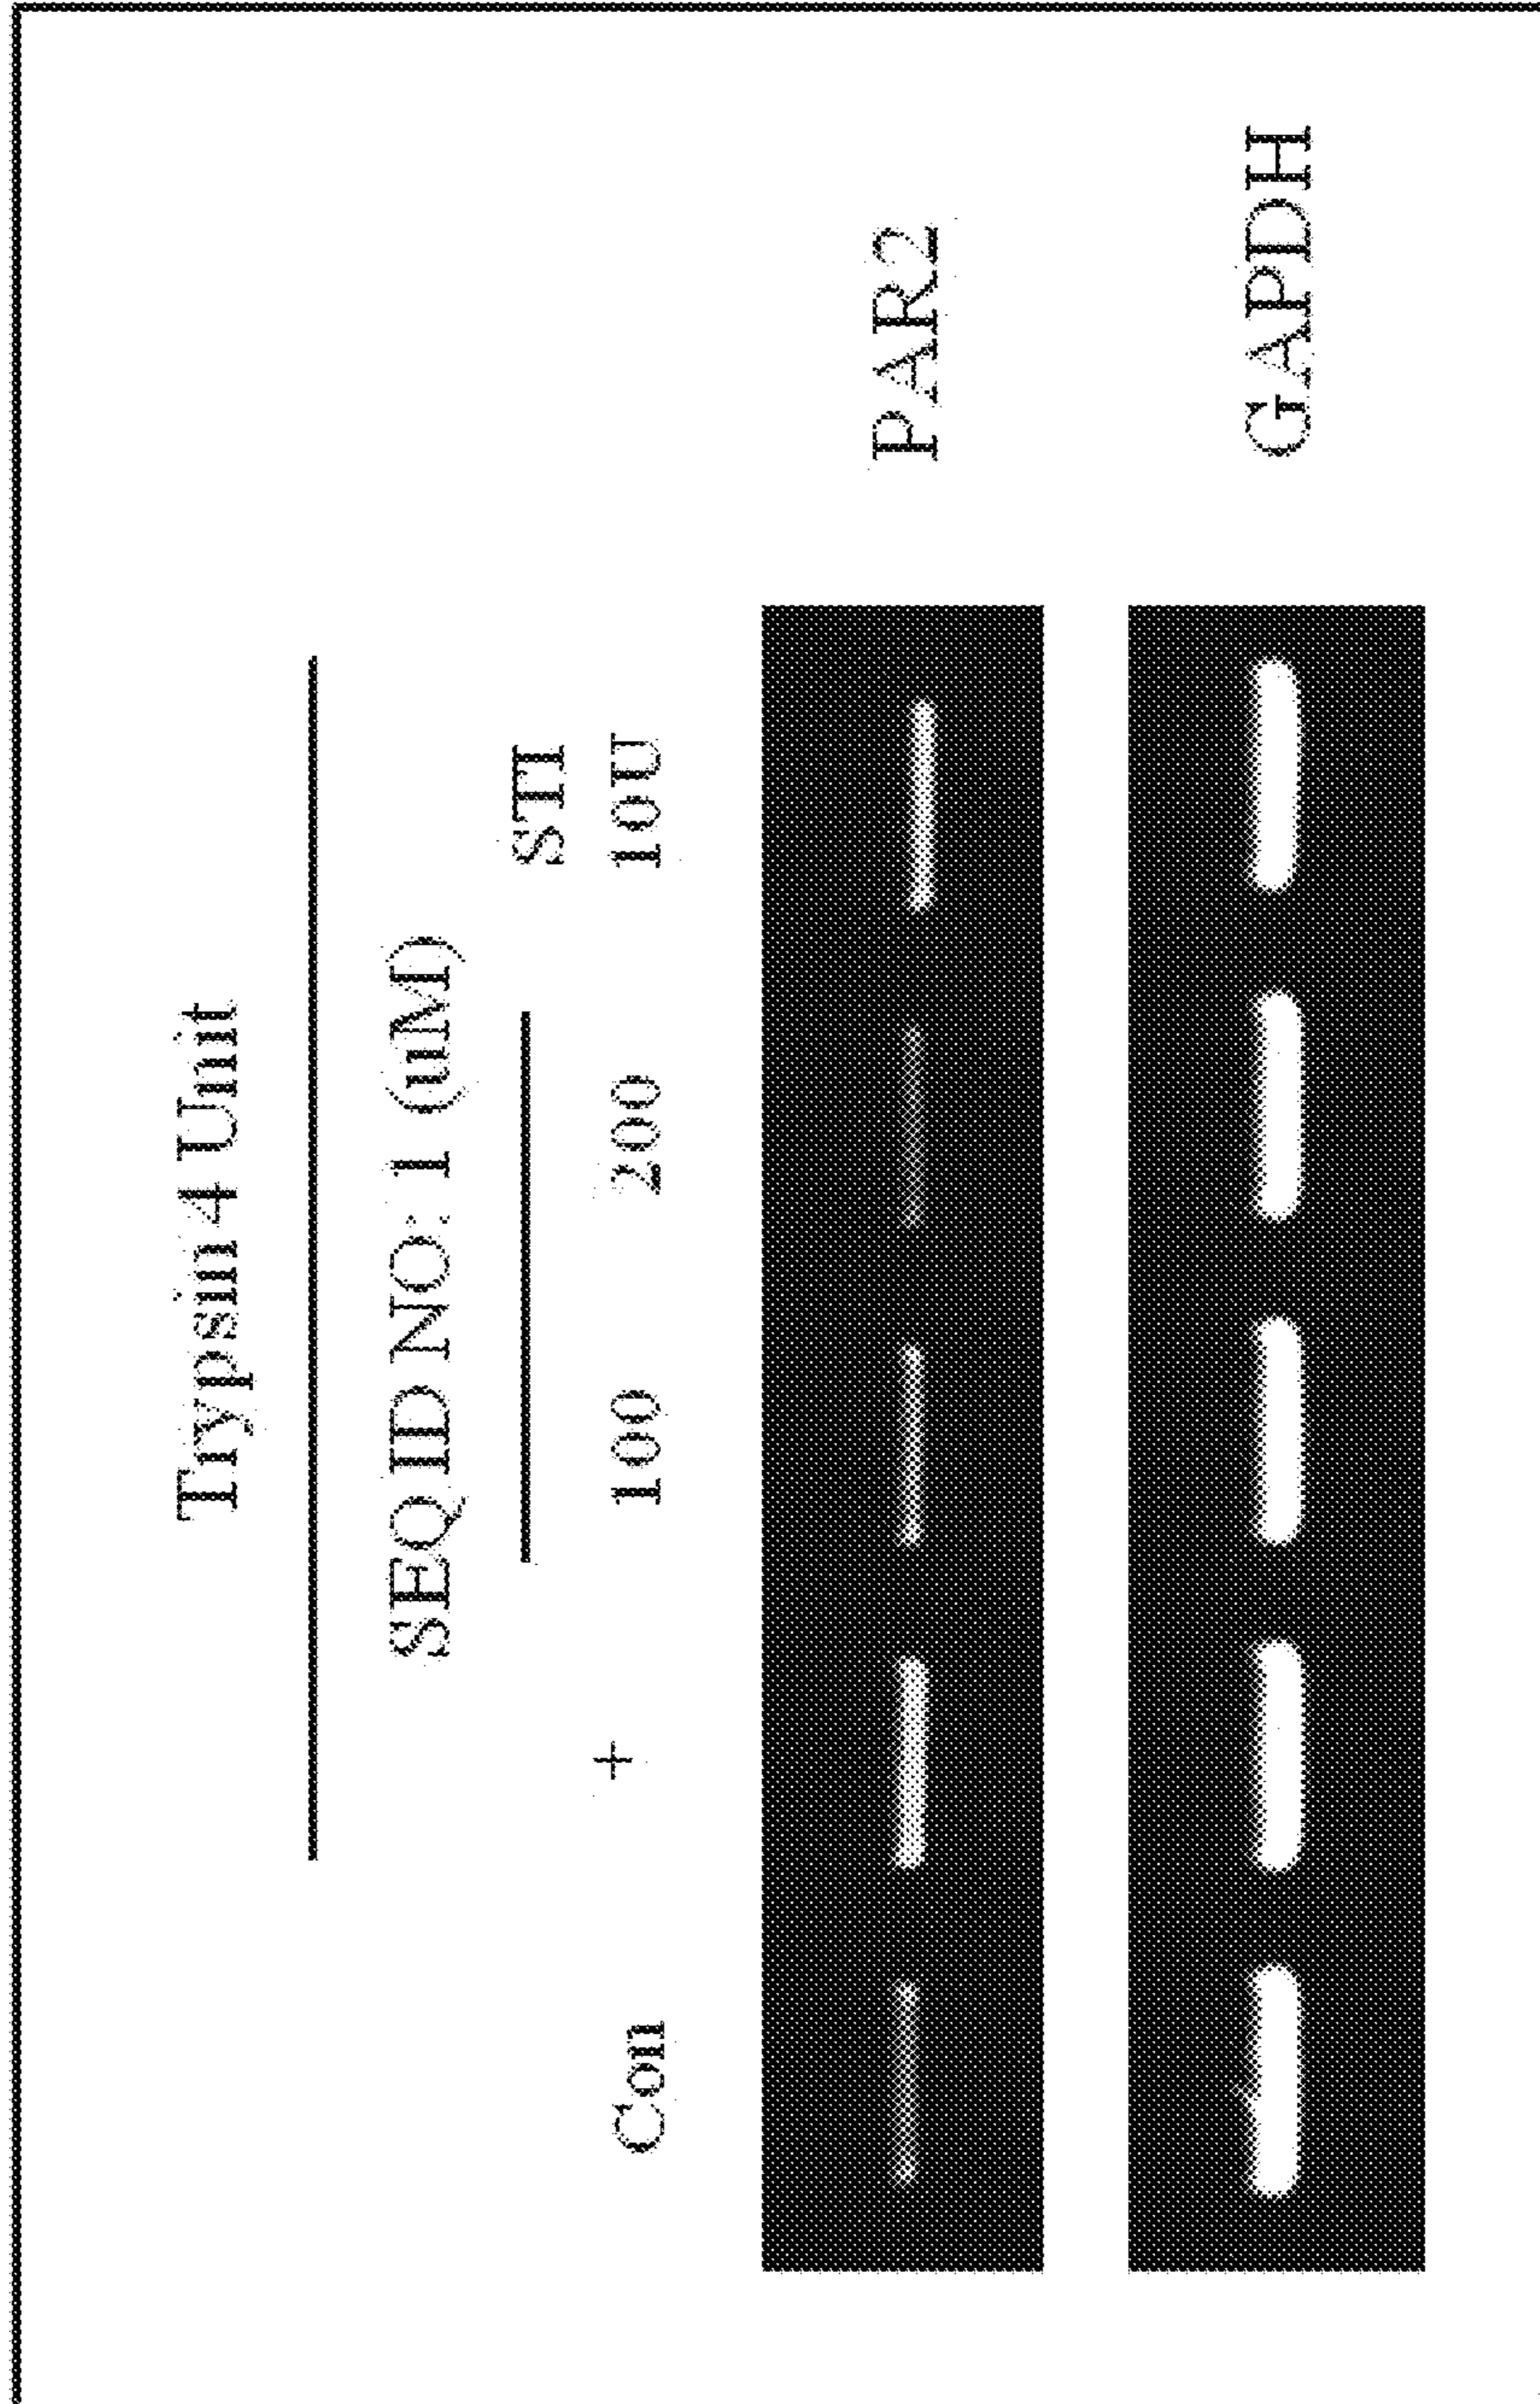 Trypsin 4 Unit
SEQ ID NO: 1 (uM)
STI
Con + 100 200 10U
PAR2
GAPDH